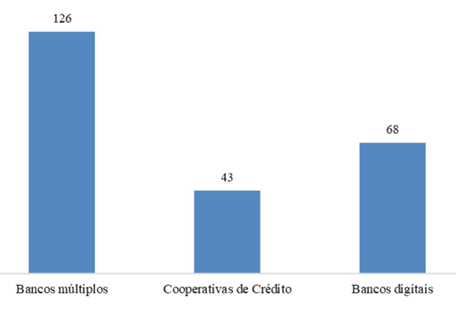 126
43
68
Bancos múltiplos
Cooperativas de Crédito
Bancos digitais